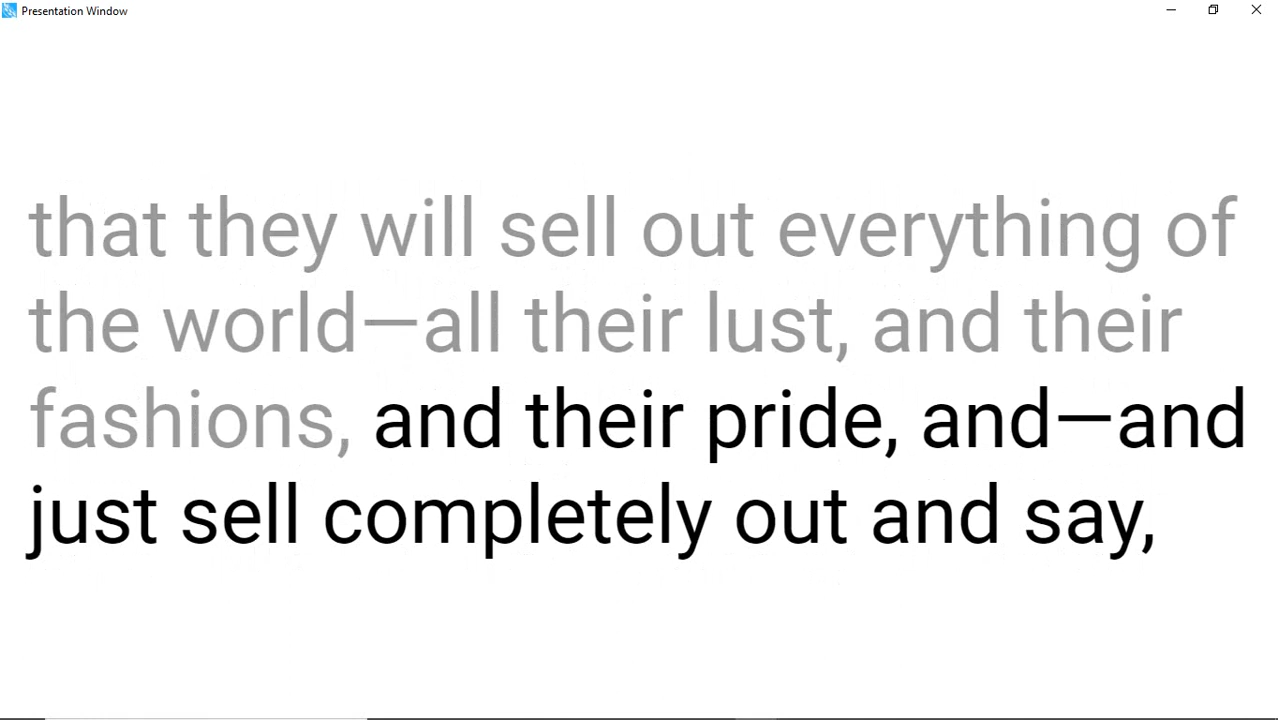 Presentation Window
that they will sell out everything of
the world—all their lust, and their
fashions, and their pride, and—and
just sell completely out and say,